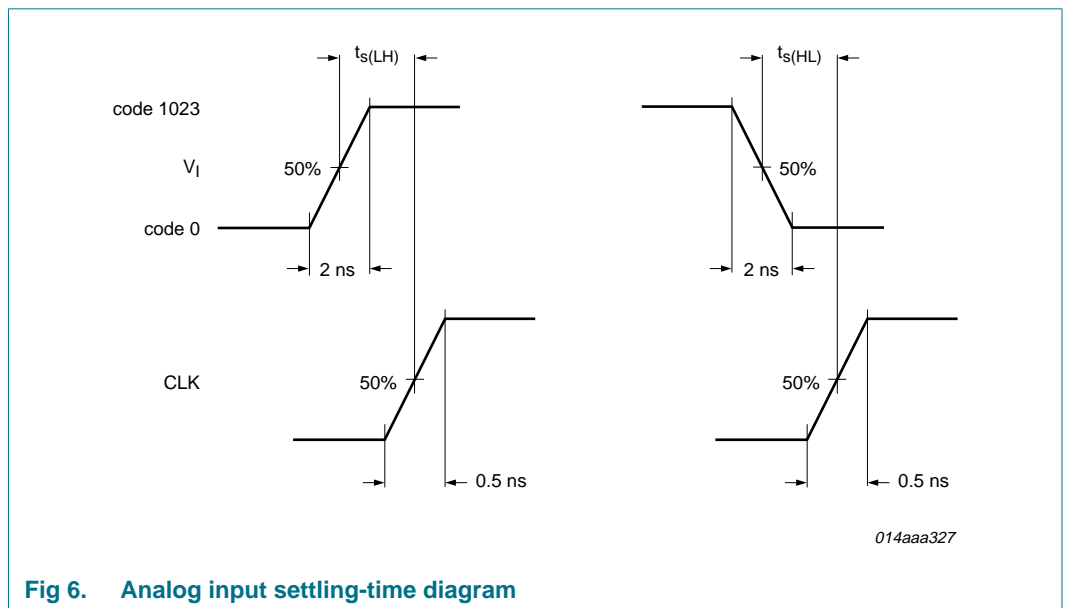 ts(LH) ts(HL)
code 1023
VI 50% 50%
code 0
2 ns 2 ns
CLK 50% 50%
0.5 ns 0.5 ns
014aaa327
Fig 6. Analog input settling-time diagram